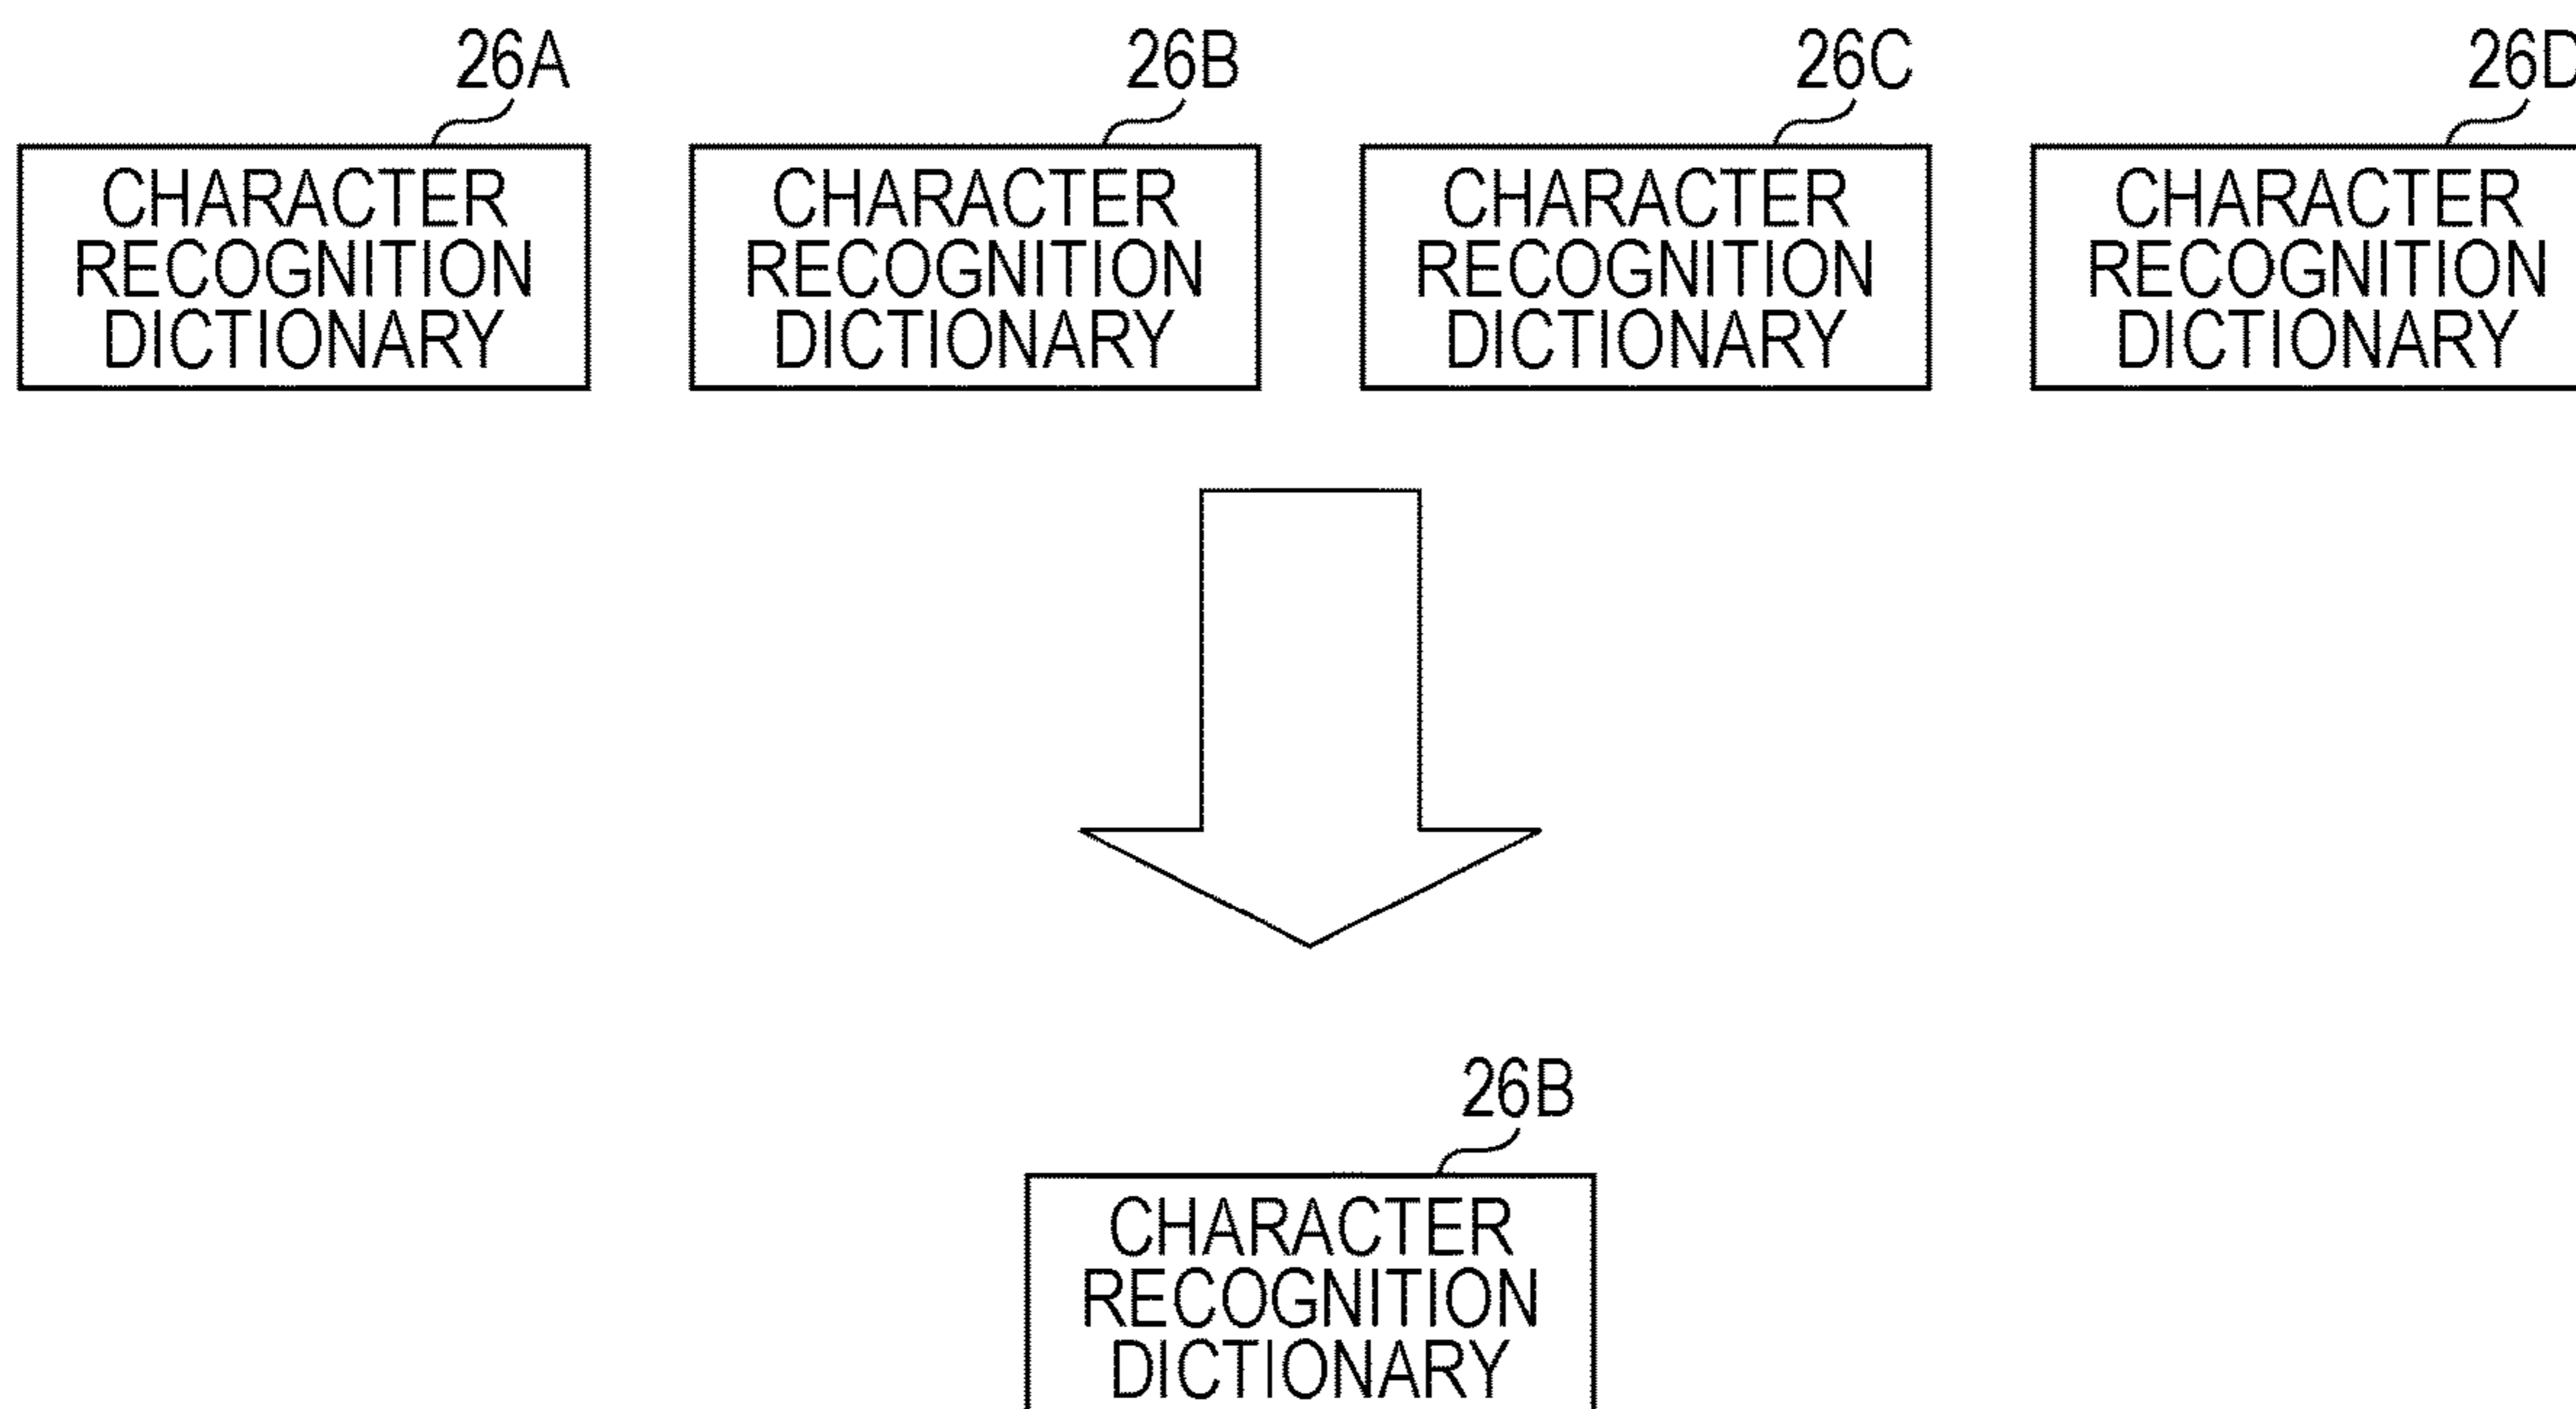 26A 26B 26C 26D
CHARACTER CHARACTER CHARACTER CHARACTER
RECOGNITION RECOGNITION RECOGNITION RECOGNITION
DICTIONARY DICTIONARY DICTIONARY DICTIONARY
26B
CHARACTER
RECOGNITION
DICTIONARY